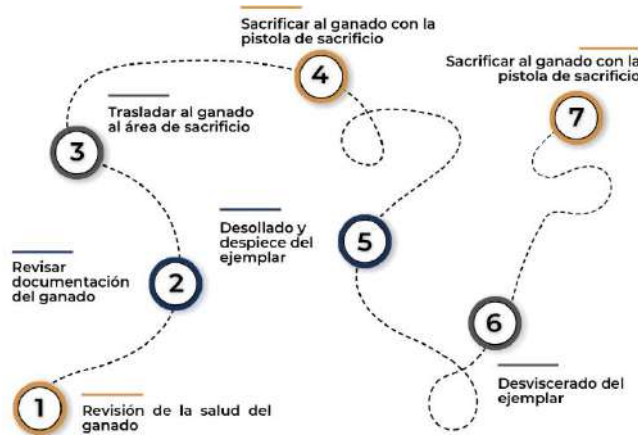 1
Revisión de la salud del
ganado
2
Revisar
documentación
del ganado
3
Trasladar al ganado
al área de sacrificio
4
Sacrificar al ganado con la
pistola de sacrificio
5
Desollado y
despiece del
ejemplar
6
Desviscerado del
ejemplar
7
Sacrificar al ganado con la
pistola de sacrificio